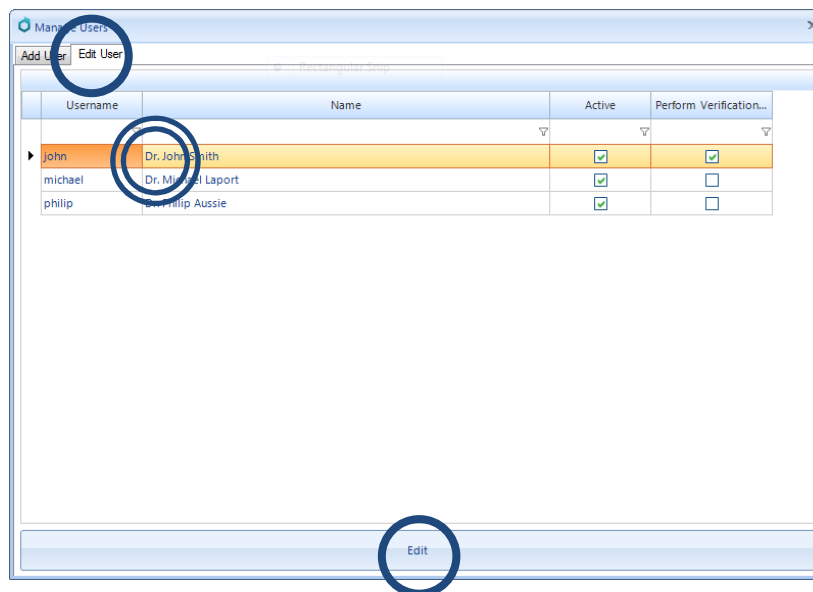 Manage Users
Add User Edit User
Rectangular Snip
Username Name Active Perform Verification...
john Dr. John Smith
michael Dr. Michael Laport
philip Dr. Philip Aussie
Edit